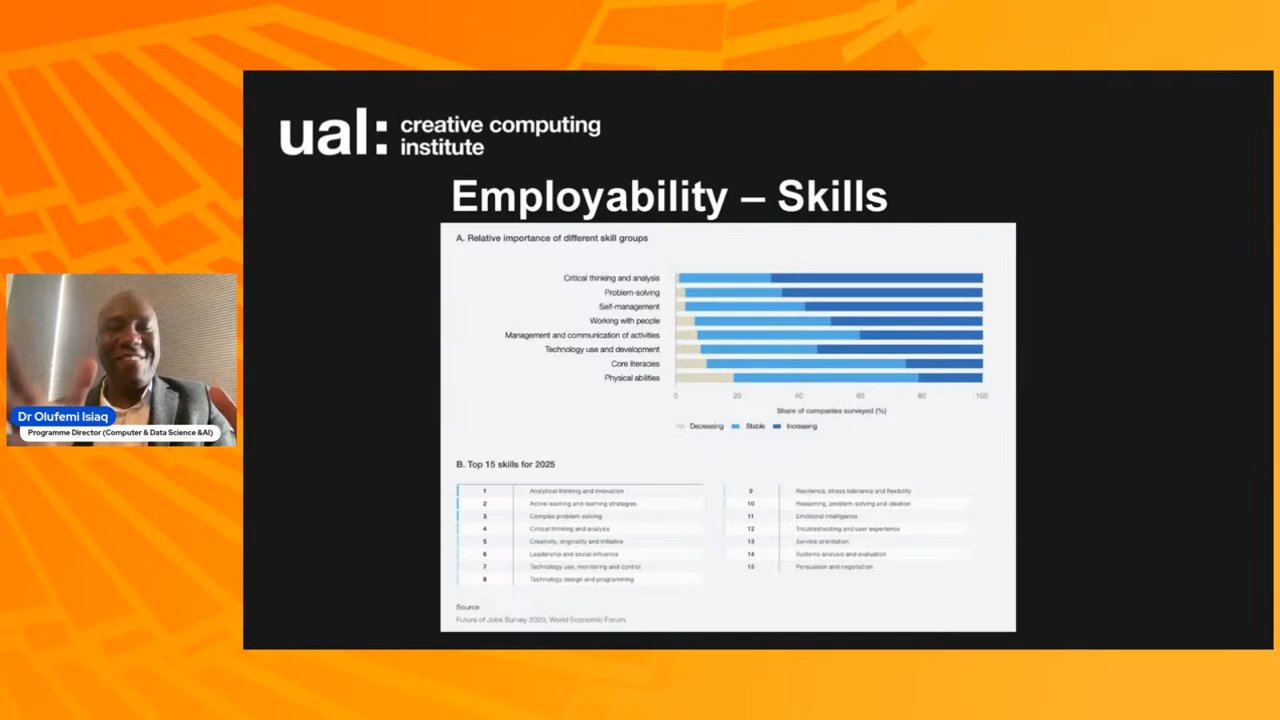 ual:
creative computing
institute
Employability – Skills
A. Relative importance of different skill groups
Critical thinking and analysis
Problem-solving
Self-management
Working with people
Management and communication of activities
Technology use and development
Core literacies
Physical abilities
0 20 40 60 80 100
Share of companies surveyed (%)
Decreasing Stable Increasing
B. Top 15 skills for 2025
1 Analytical thinking and innovation
2 Active learning and learning strategies
3 Complex problem-solving
4 Critical thinking and analysis
5 Creativity, originality and initiative
6 Leadership and social influence
7 Technology use, monitoring and control
8 Technology design and programming
9 Resilience, stress tolerance and flexibility
10 Reasoning, problem-solving and ideation
11 Emotional intelligence
12 Troubleshooting and user experience
13 Service orientation
14 Systems analysis and evaluation
15 Persuasion and negotiation
Source
Future of Jobs Survey 2020, World Economic Forum.
Dr Olufemi Isiaq
Programme Director (Computer & Data Science &AI)